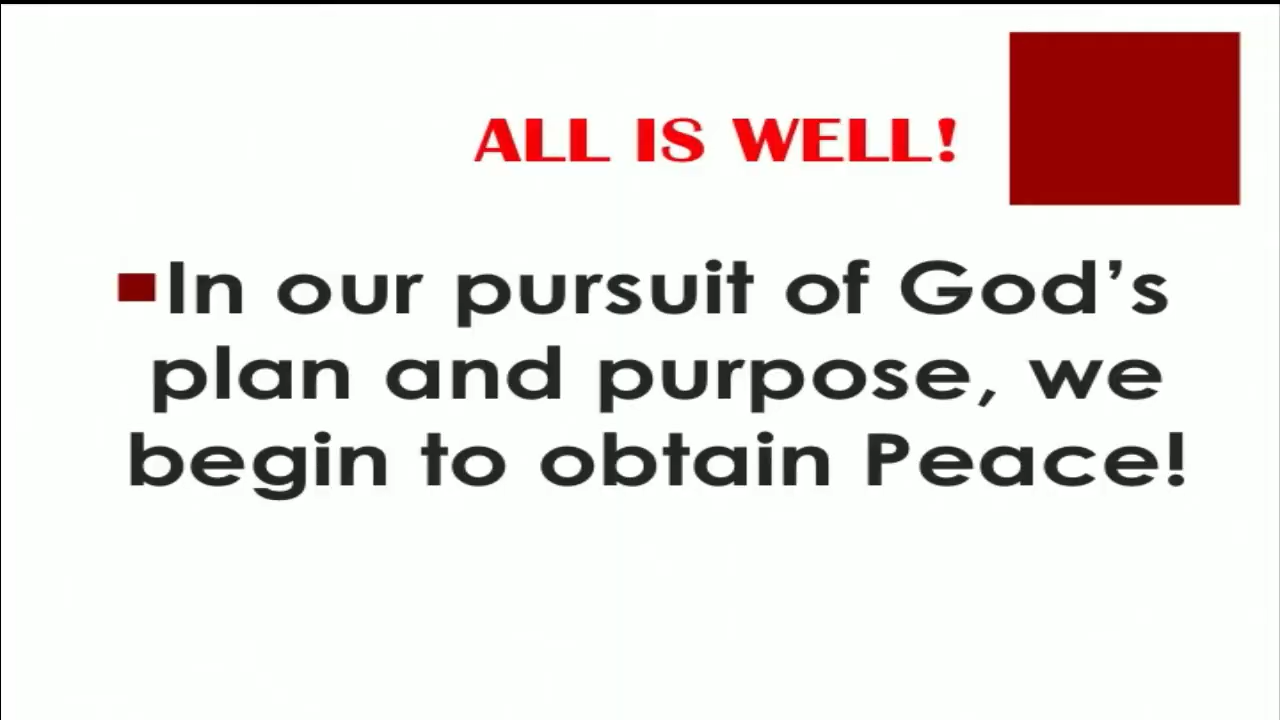 ALL IS WELL!
In our pursuit of God’s
plan and purpose, we
begin to obtain Peace!